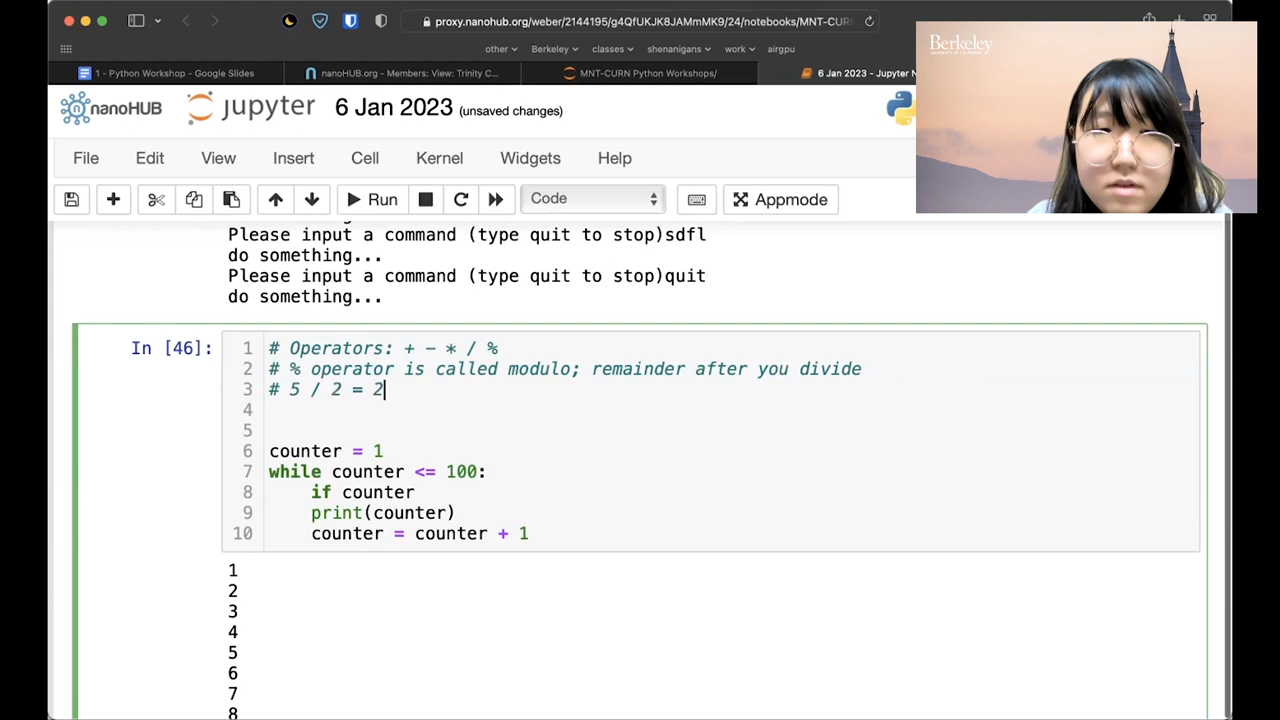 proxy.nanohub.org/weber/2144195/g4QfUKJK8JAMmMK9/24/notebooks/MNT-CUR
other Berkeley classes shenanigans work airgpu
1 - Python Workshop - Google Slides nanoHUB.org - Members: View: Trinity C... MNT-CURN Python Workshops/ 6 Jan 2023 - Jupyter N
Berkeley
UNIVERSITY OF CALIFORNIA
nanoHUB jupyter 6 Jan 2023 (unsaved changes)
File Edit View Insert Cell Kernel Widgets Help
Run Code Appmode
Please input a command (type quit to stop)sdfl
do something...
Please input a command (type quit to stop)quit
do something...
In [46]:
1 # Operators: + - * / %
2 # % operator is called modulo; remainder after you divide
3 # 5 / 2 = 2
4
5
6 counter = 1
7 while counter <= 100:
8 if counter
9 print(counter)
10 counter = counter + 1
1
2
3
4
5
6
7
8